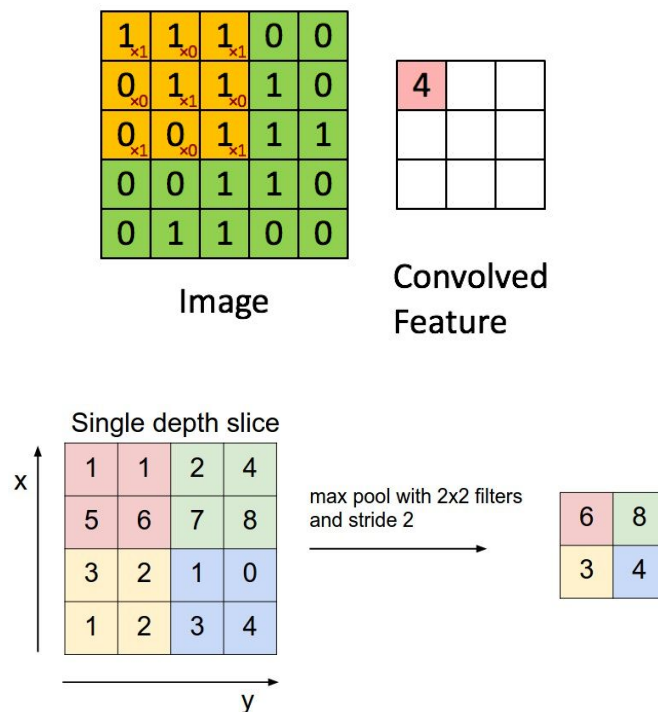 1×1 1×0 1×1 0 0
0×0 1×1 1×0 1 0
0×1 0×0 1×1 1 1
0 0 1 1 0
0 1 1 0 0
Image
4
Convolved
Feature
Single depth slice
x
1 1 2 4
5 6 7 8
3 2 1 0
1 2 3 4
y
max pool with 2x2 filters
and stride 2
6 8
3 4